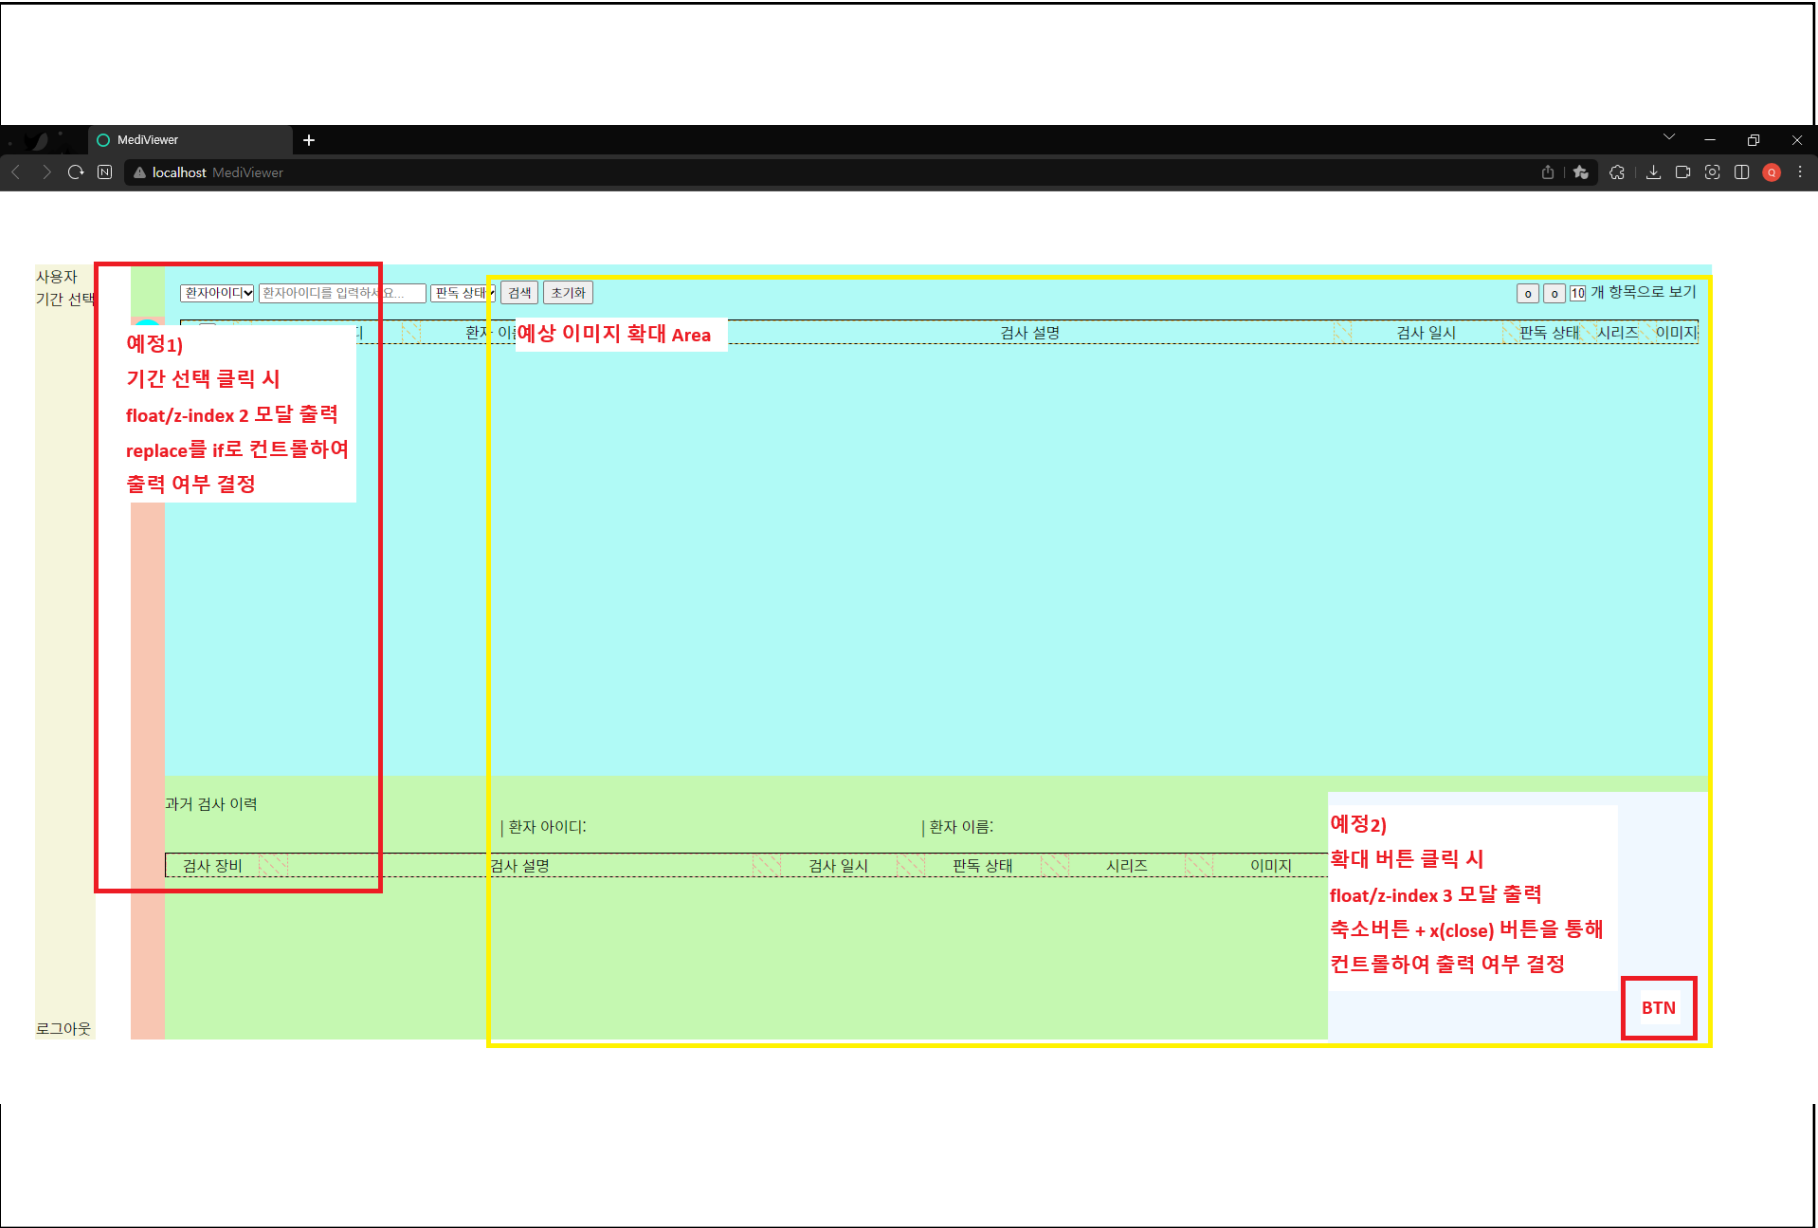 MediViewer
localhost MediViewer
사용자
기간 선택
환자아이디 환자아이디를 입력하세요... 판독 상태 검색 초기화
o o 10 개 항목으로 보기
환자 이름 검사 설명 검사 일시 판독 상태 시리즈 이미지
예상 이미지 확대 Area
예정1)
기간 선택 클릭 시
float/z-index 2 모달 출력
replace를 if로 컨트롤하여
출력 여부 결정
과거 검사 이력
| 환자 아이디: | 환자 이름:
검사 장비 검사 설명 검사 일시 판독 상태 시리즈 이미지
예정2)
확대 버튼 클릭 시
float/z-index 3 모달 출력
축소버튼 + x(close) 버튼을 통해
컨트롤하여 출력 여부 결정
BTN
로그아웃